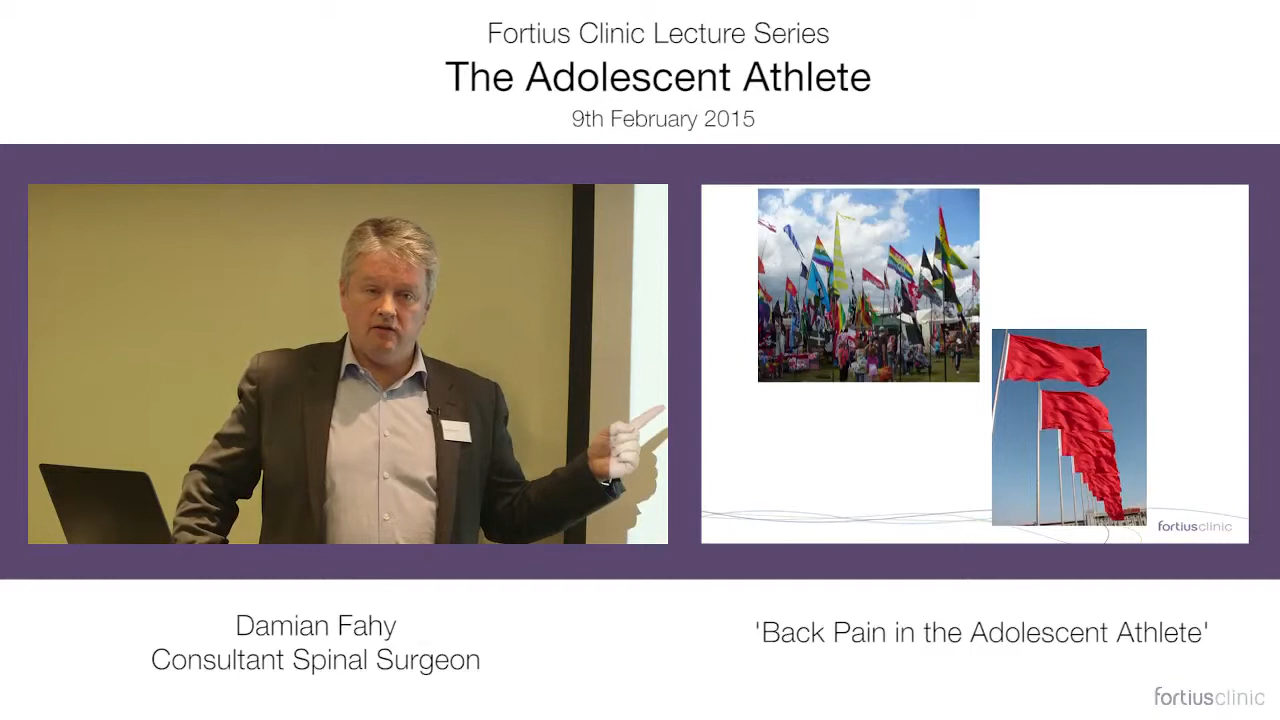 Fortius Clinic Lecture Series
The Adolescent Athlete
9th February 2015
fortiusclinic
Damian Fahy
Consultant Spinal Surgeon
'Back Pain in the Adolescent Athlete'
fortiusclinic